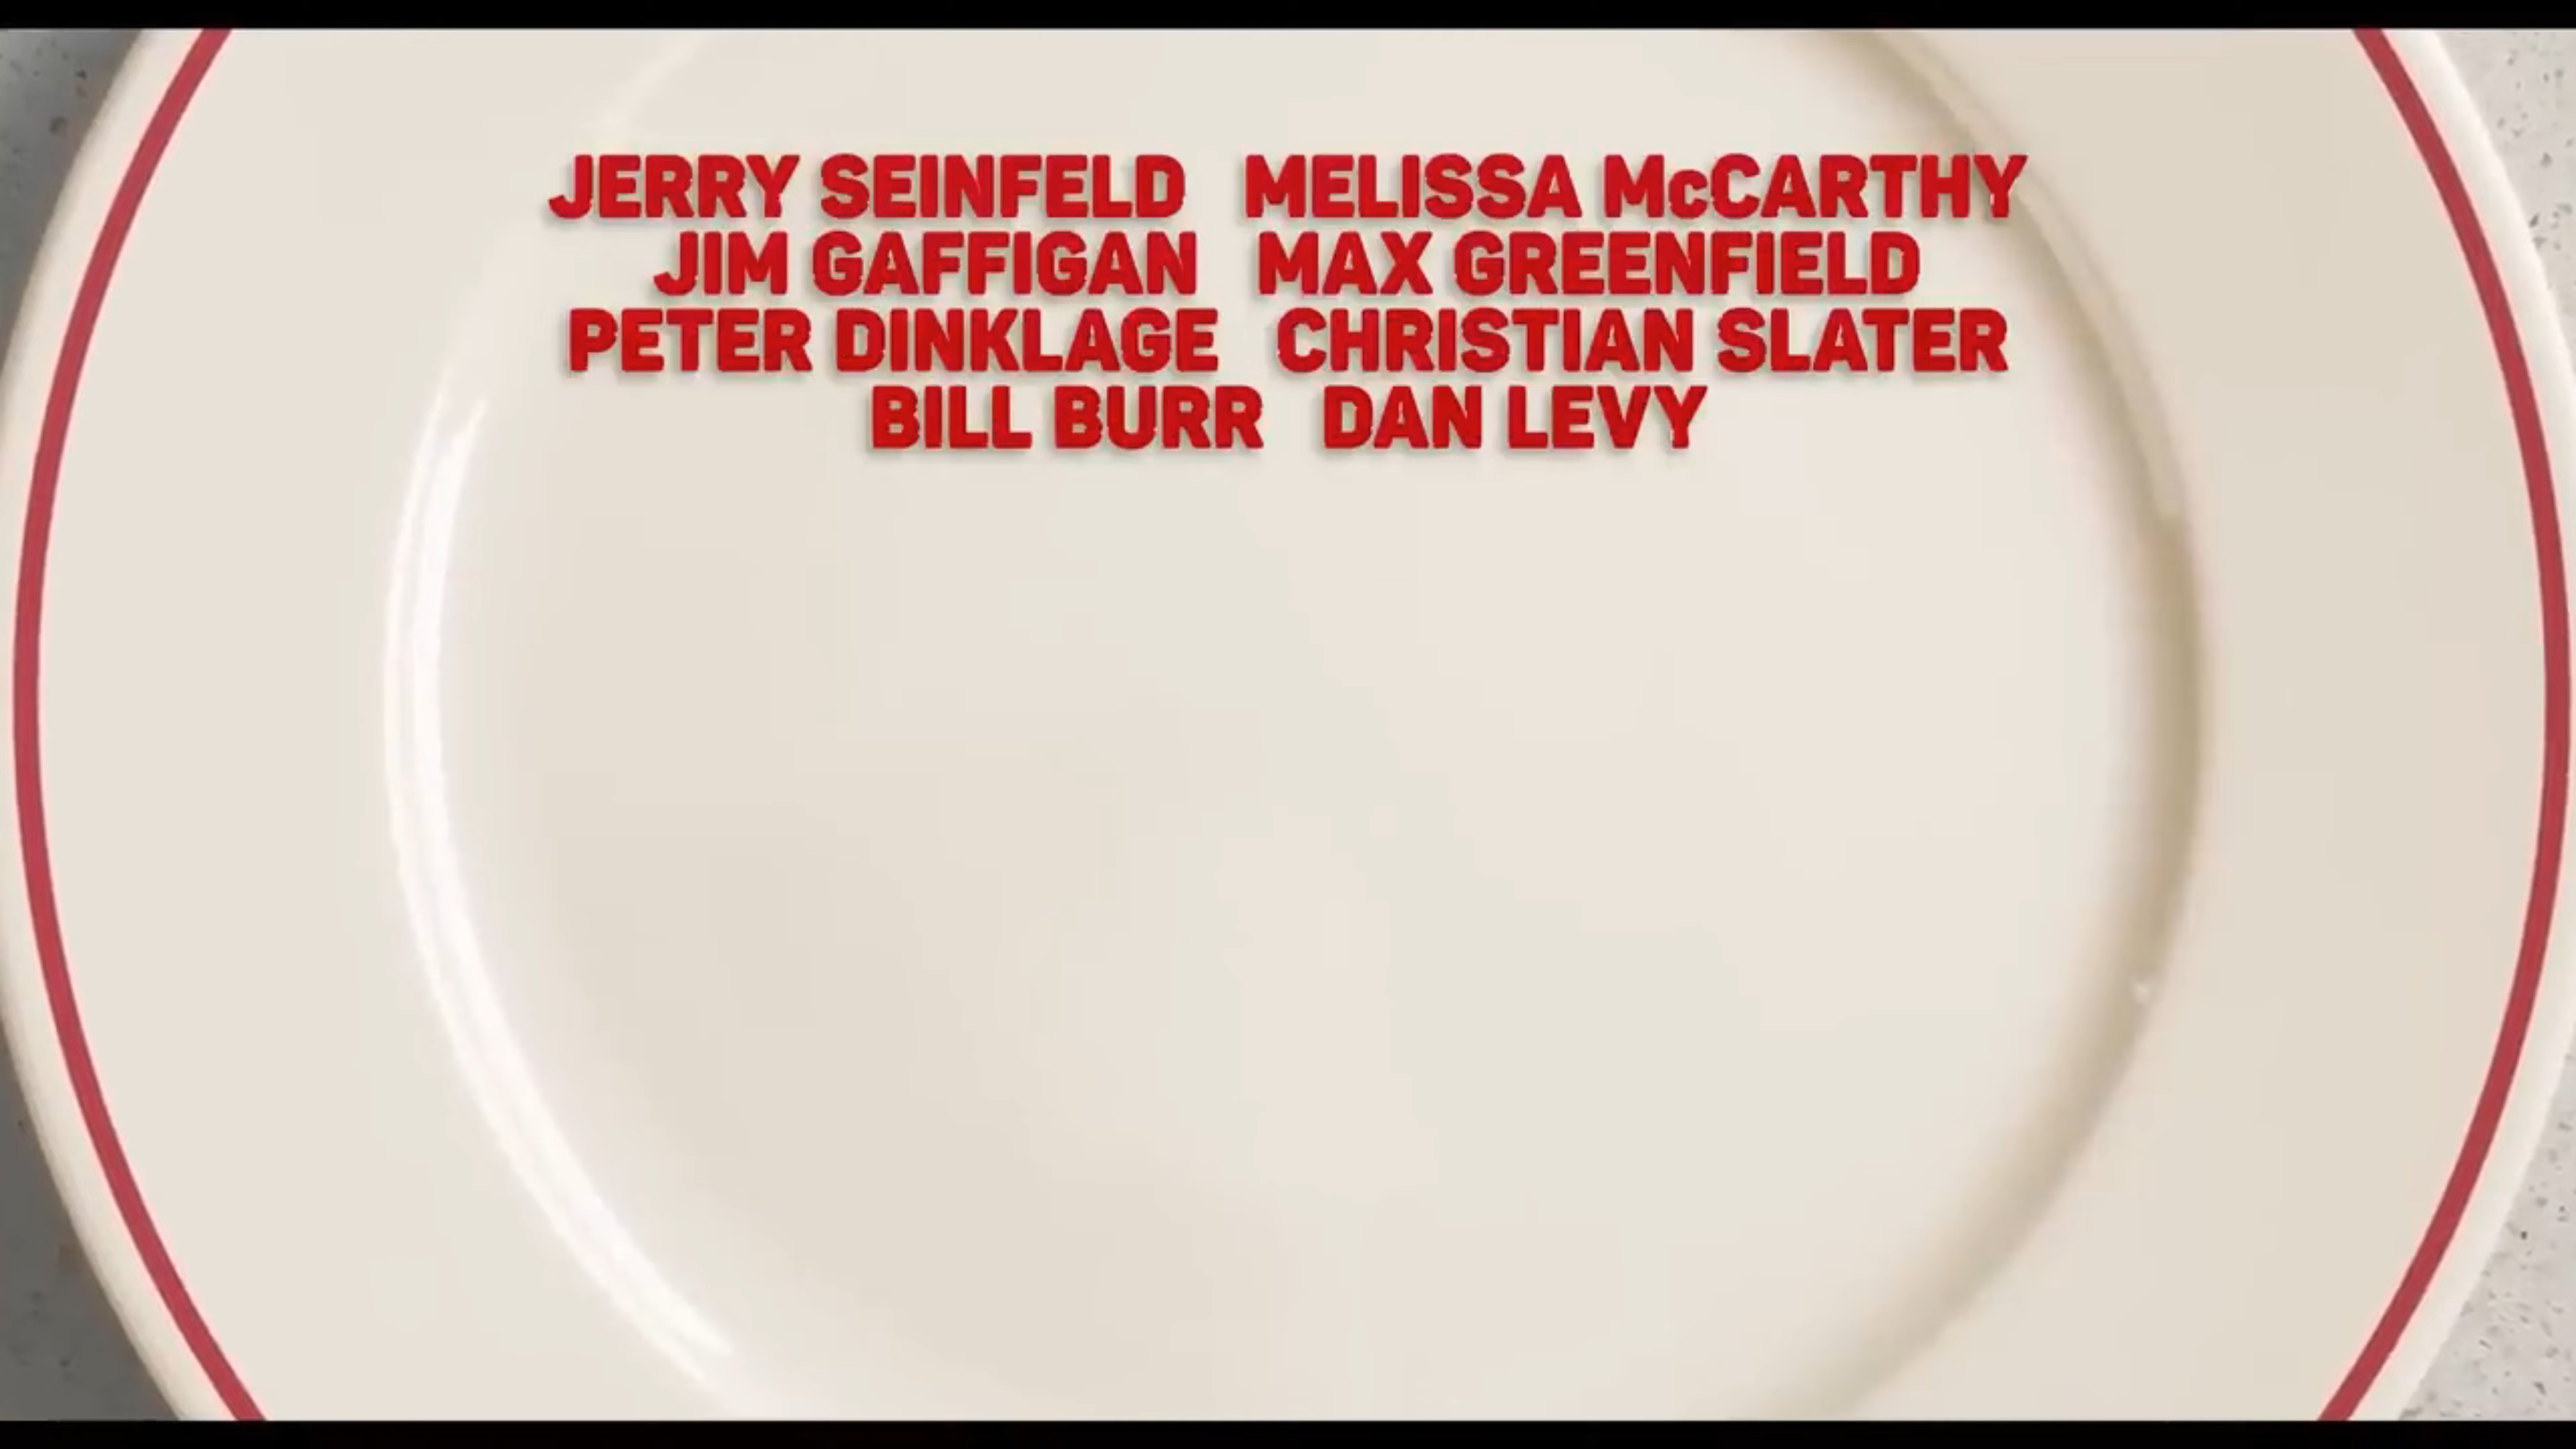 JERRY SEINFELD MELISSA McCARTHY
JIM GAFFIGAN MAX GREENFIELD
PETER DINKLAGE CHRISTIAN SLATER
BILL BURR DAN LEVY